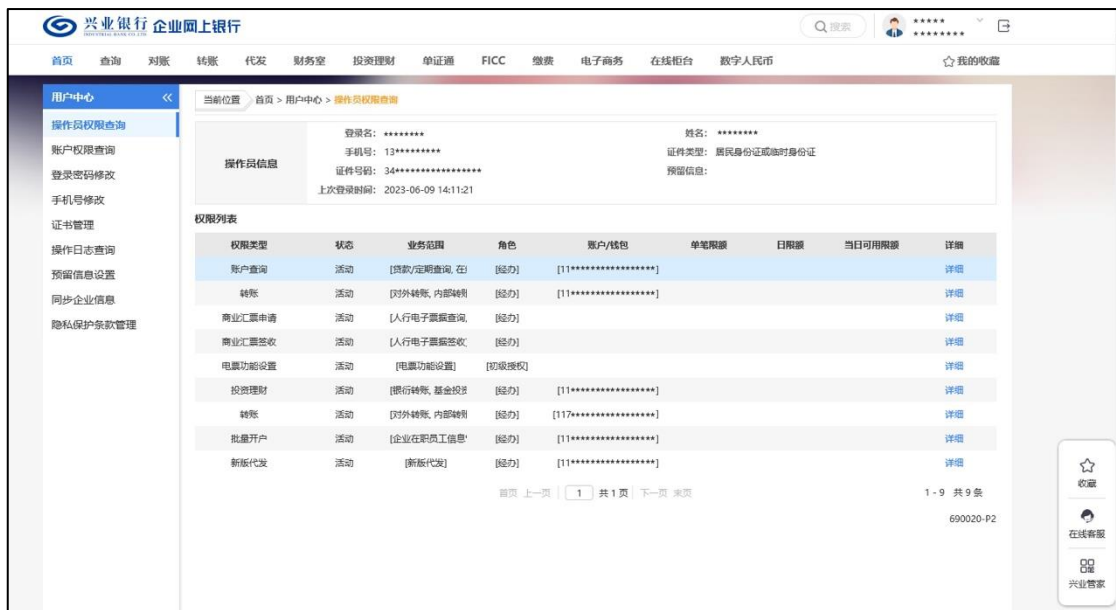 兴业银行 企业网上银行
INDUSTRIAL BANK CO.,LTD.
搜索
*****
********
首页 查询 对账 转账 代发 财务室 投资理财 单证通 FICC 缴费 电子商务 在线柜台 数字人民币 我的收藏
用户中心
操作员权限查询
账户权限查询
登录密码修改
手机号修改
证书管理
操作日志查询
预留信息设置
同步企业信息
隐私保护条款管理
当前位置 首页 > 用户中心 > 操作员权限查询
操作员信息
登录名: ******** 姓名: ********
手机号: 13********* 证件类型: 居民身份证或临时身份证
证件号码: 34**************** 预留信息:
上次登录时间: 2023-06-09 14:11:21
权限列表
权限类型 状态 业务范围 角色 账户/钱包 单笔限额 日限额 当日可用限额 详细
账户查询 活动 [贷款/定期查询, 在 [经办] [11*****************] 详细
转账 活动 [对外转账, 内部转账 [经办] [11*****************] 详细
商业汇票申请 活动 [人行电子票据查询, [经办] 详细
商业汇票签收 活动 [人行电子票据签收 [经办] 详细
电票功能设置 活动 [电票功能设置] [初级授权] 详细
投资理财 活动 [银行转账, 基金投资 [经办] [11*****************] 详细
转账 活动 [对外转账, 内部转账 [经办] [117*****************] 详细
批量开户 活动 [企业在职员工信息 [经办] [11*****************] 详细
新版代发 活动 [新版代发] [经办] [11*****************] 详细
首页 上一页 1 共1页 下一页 末页 1 - 9 共9条
690020-P2
收藏
在线客服
兴业管家